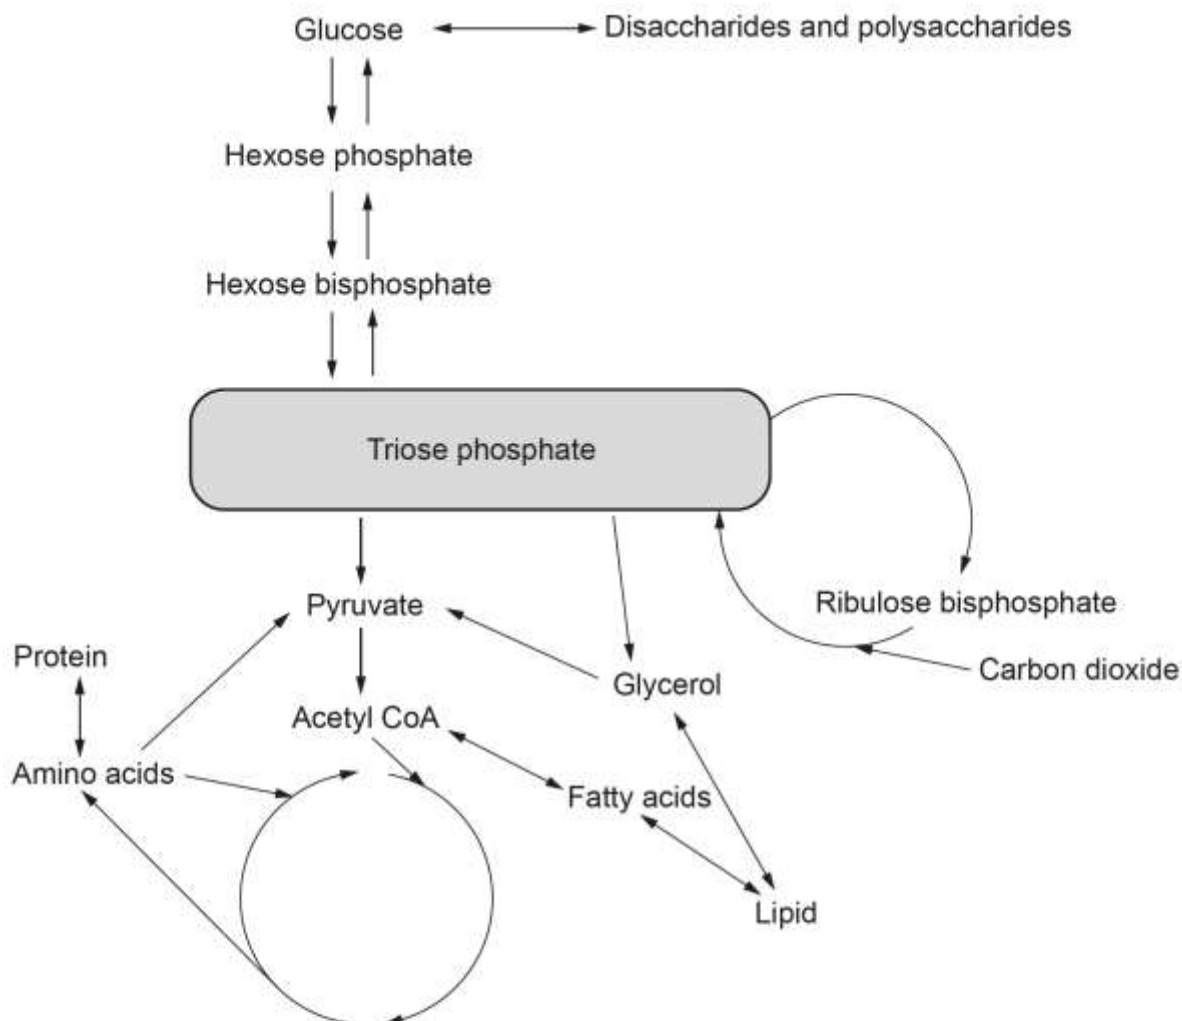 Glucose
Disaccharides and polysaccharides
Hexose phosphate
Hexose bisphosphate
Triose phosphate
Pyruvate
Ribulose bisphosphate
Protein
Carbon dioxide
Glycerol
Acetyl CoA
Amino acids
Fatty acids
Lipid